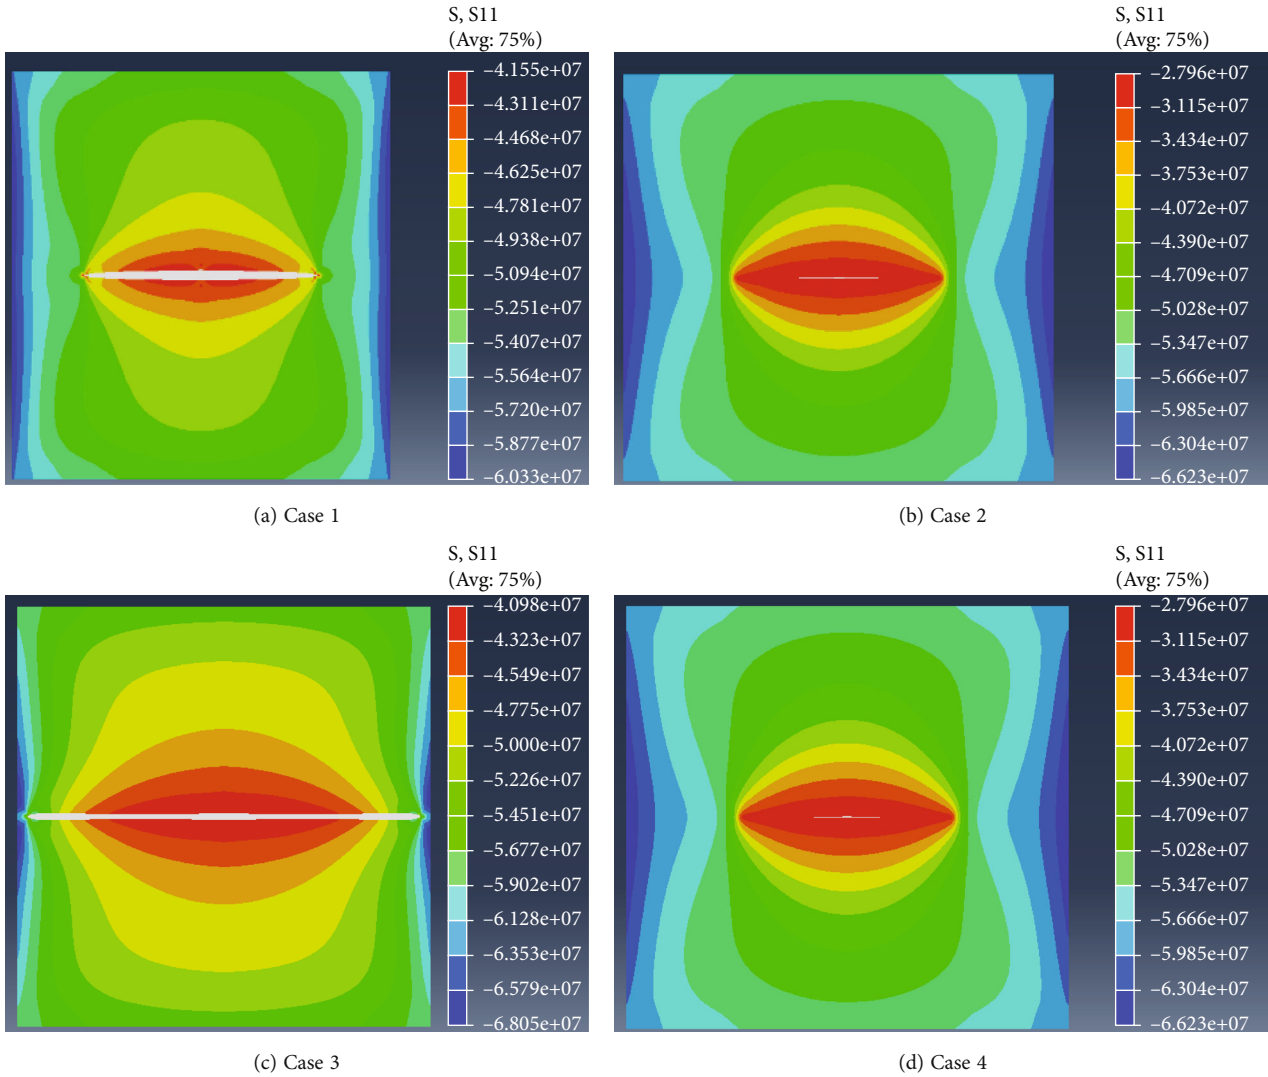 S, S11
(Avg: 75%)
–4.155e+07
–4.311e+07
–4.468e+07
–4.625e+07
–4.781e+07
–4.938e+07
–5.094e+07
–5.251e+07
–5.407e+07
–5.564e+07
–5.720e+07
–5.877e+07
–6.033e+07
(a) Case 1
S, S11
(Avg: 75%)
–2.796e+07
–3.115e+07
–3.434e+07
–3.753e+07
–4.072e+07
–4.390e+07
–4.709e+07
–5.028e+07
–5.347e+07
–5.666e+07
–5.985e+07
–6.304e+07
–6.623e+07
(b) Case 2
S, S11
(Avg: 75%)
–4.098e+07
–4.323e+07
–4.549e+07
–4.775e+07
–5.000e+07
–5.226e+07
–5.451e+07
–5.677e+07
–5.902e+07
–6.128e+07
–6.353e+07
–6.579e+07
–6.805e+07
(c) Case 3
S, S11
(Avg: 75%)
–2.796e+07
–3.115e+07
–3.434e+07
–3.753e+07
–4.072e+07
–4.390e+07
–4.709e+07
–5.028e+07
–5.347e+07
–5.666e+07
–5.985e+07
–6.304e+07
–6.623e+07
(d) Case 4